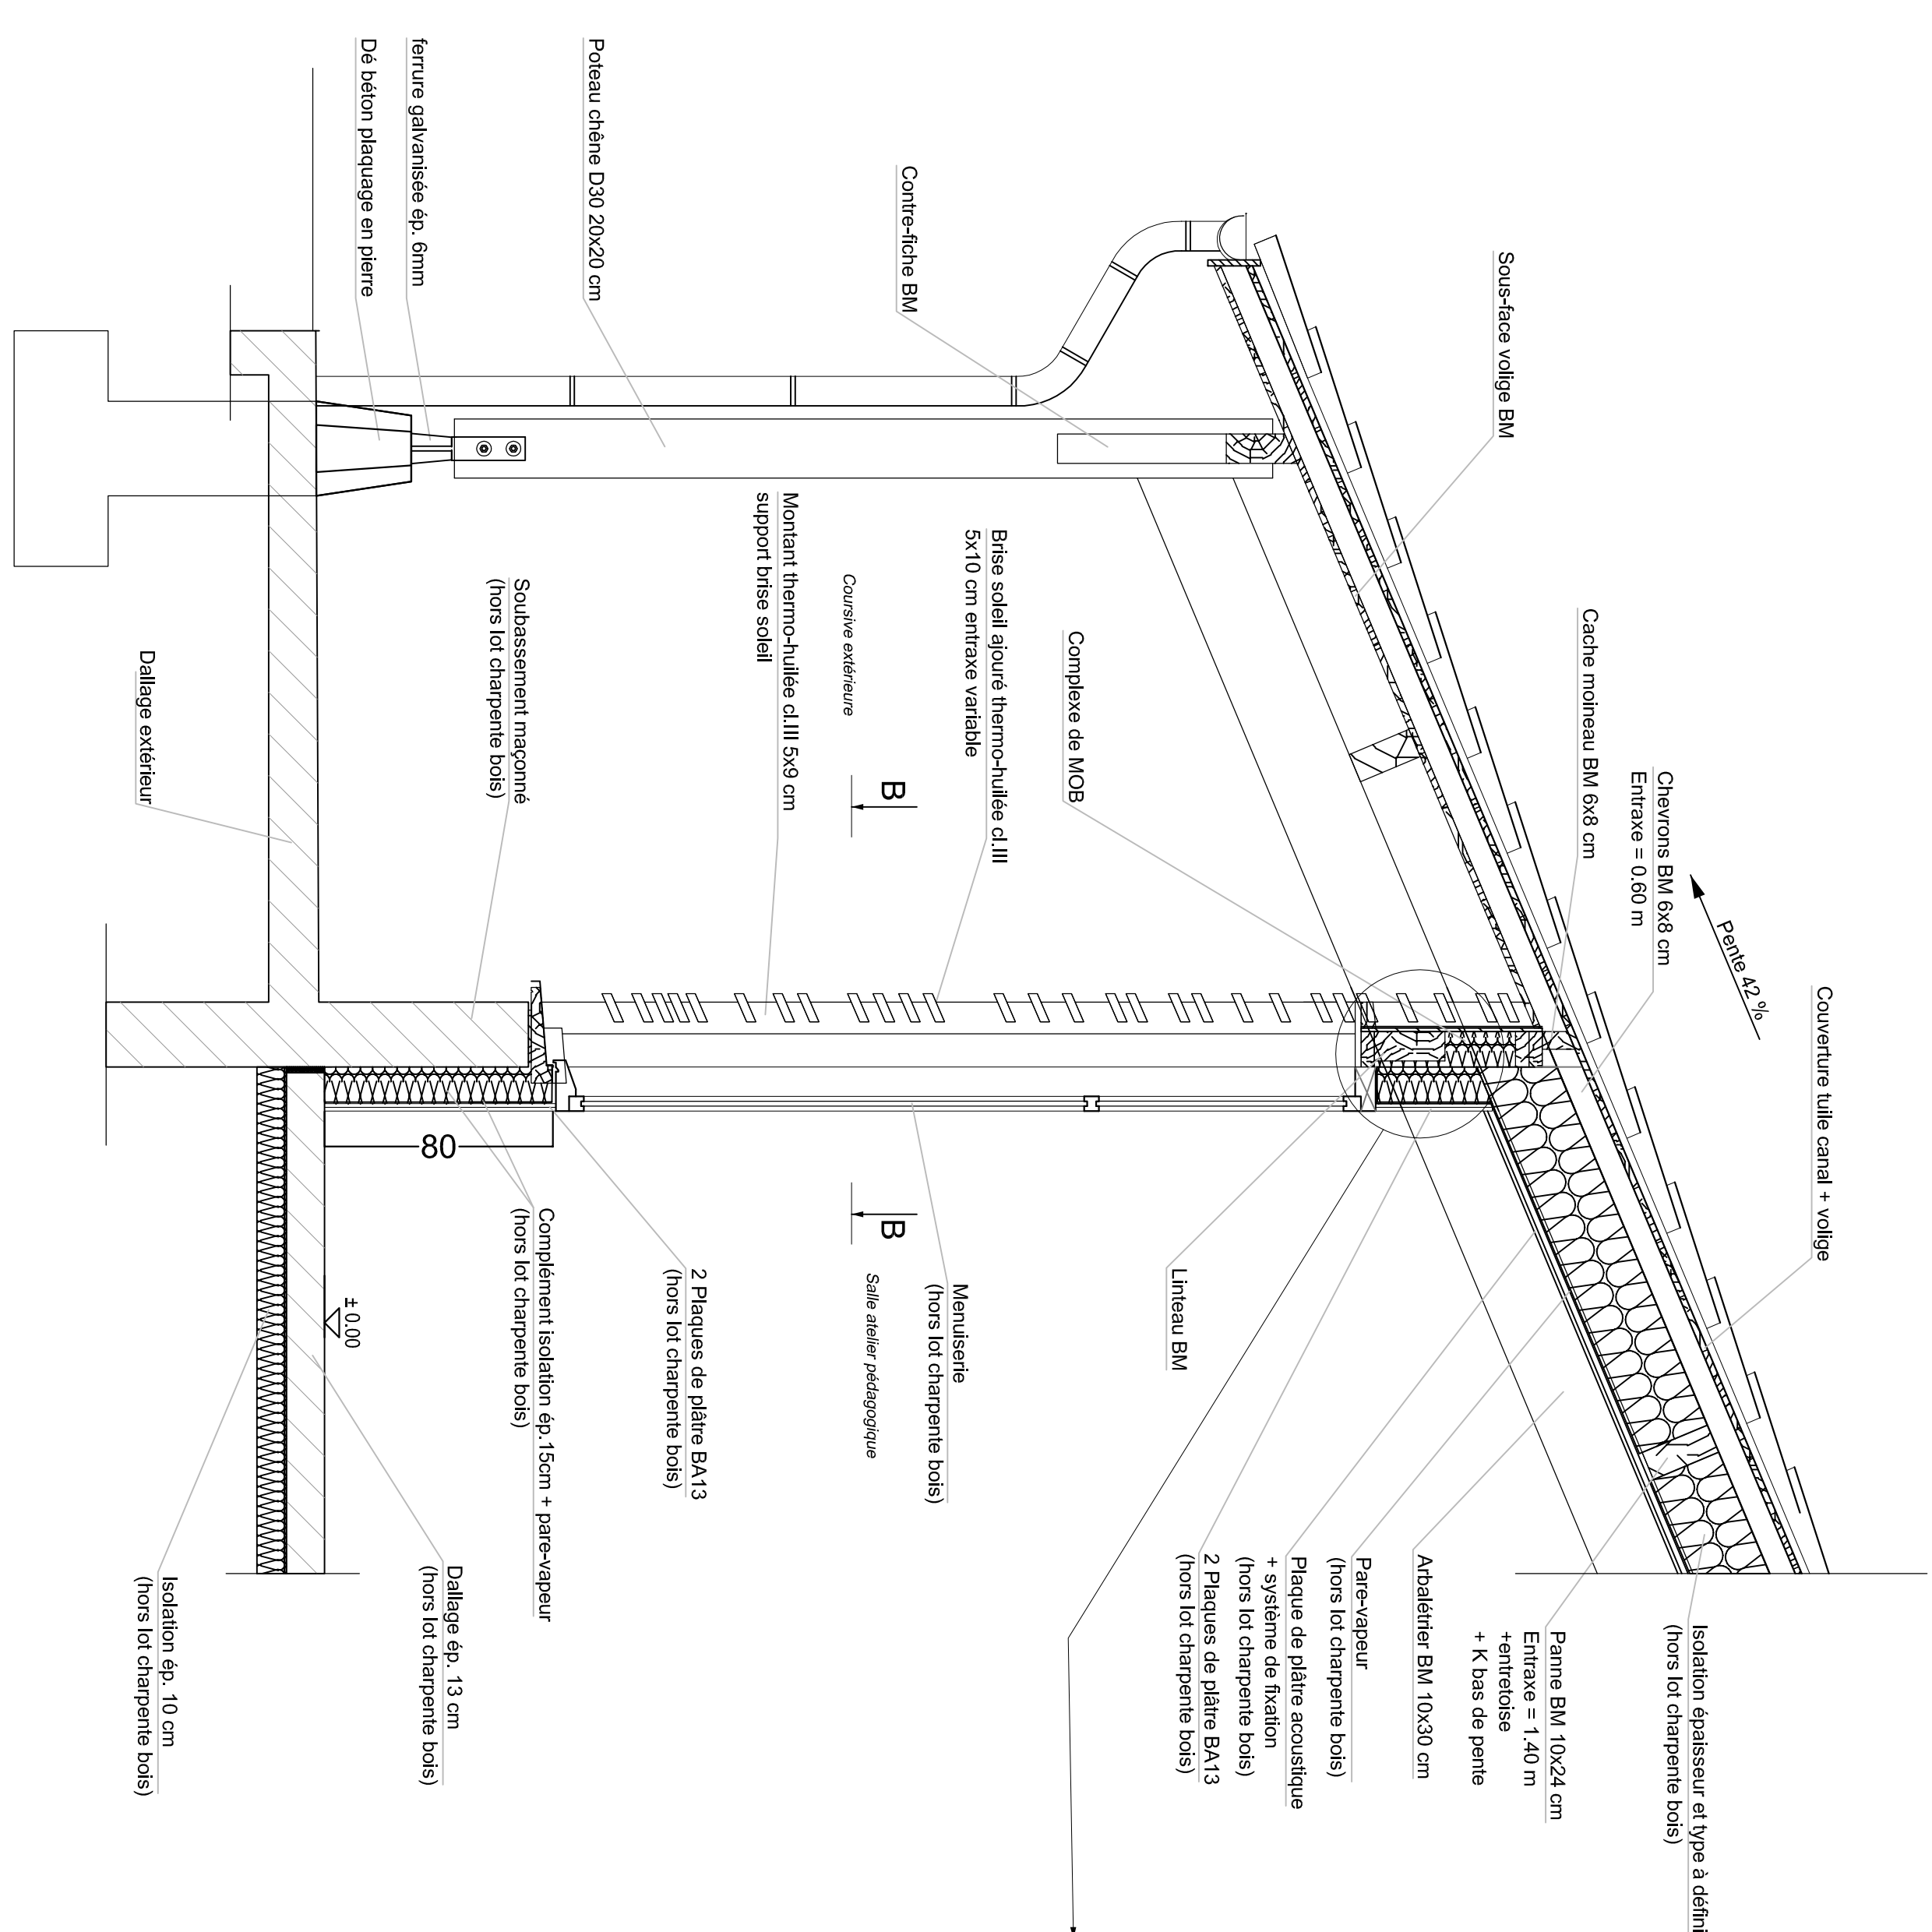 Couverture tuile canal + volige
Pente 42 %
Chevrons BM 6x8 cm
Entraxe = 0.60 m
Cache moineau BM 6x8 cm
Sous-face volige BM
Isolation épaisseur et type à défini
(hors lot charpente bois)
Panne BM 10x24 cm
Entraxe = 1.40 m
+entretoise
+ K bas de pente
Arbalétrier BM 10x30 cm
Pare-vapeur
(hors lot charpente bois)
Plaque de plâtre acoustique
+ système de fixation
(hors lot charpente bois)
2 Plaques de plâtre BA13
(hors lot charpente bois)
Linteau BM
Complexe de MOB
Brise soleil ajouré thermo-huilée cl.III
5x10 cm entraxe variable
Contre-fiche BM
Menuiserie
(hors lot charpente bois)
B
B
Coursive extérieure
Salle atelier pédagogique
Montant thermo-huilée cl.III 5x9 cm
support brise soleil
2 Plaques de plâtre BA13
(hors lot charpente bois)
Poteau chêne D30 20x20 cm
Complément isolation ép.15cm + pare-vapeur
(hors lot charpente bois)
Soubassement maçonné
(hors lot charpente bois)
80
ferrure galvanisée ép. 6mm
Dé béton plaquage en pierre
Dallage ép. 13 cm
(hors lot charpente bois)
± 0.00
Isolation ép. 10 cm
(hors lot charpente bois)
Dallage extérieur